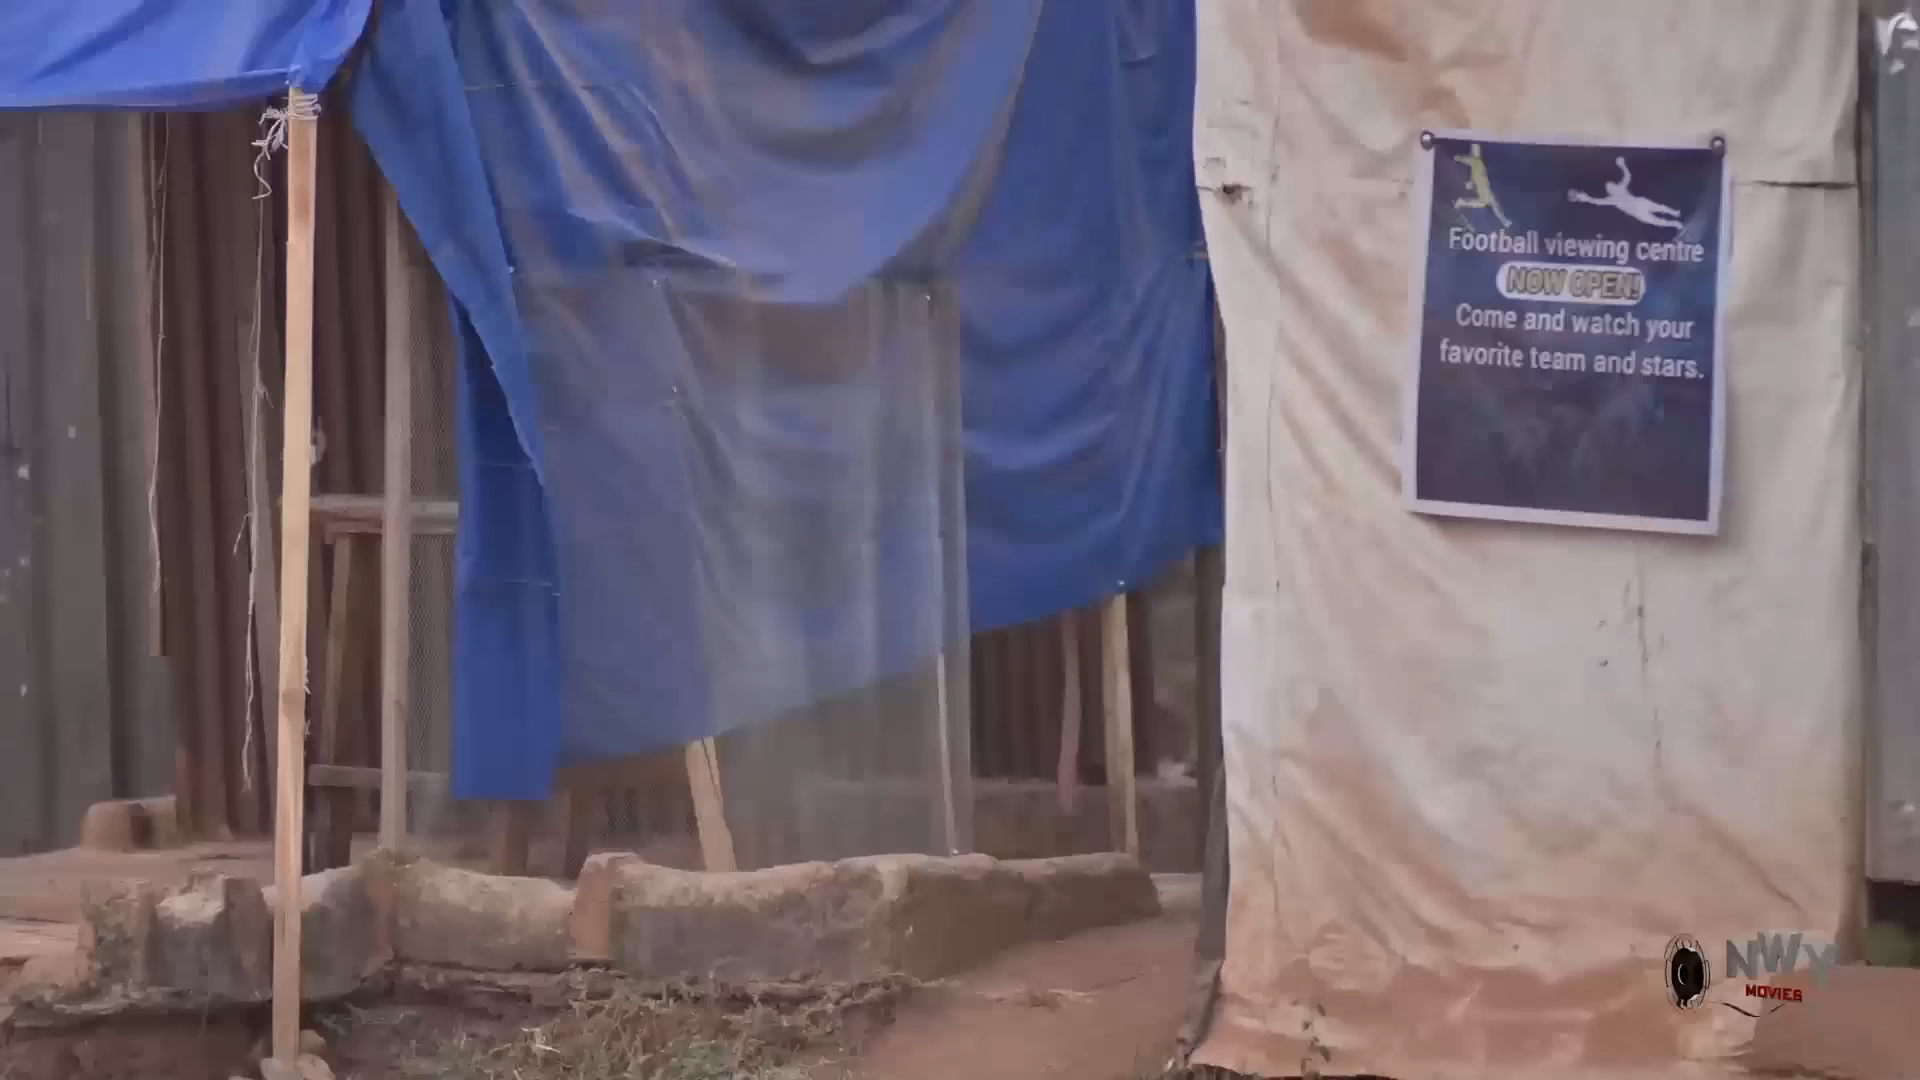 Football viewing centre
NOW OPEN!
Come and watch your
favorite team and stars.
NWY
MOVIES